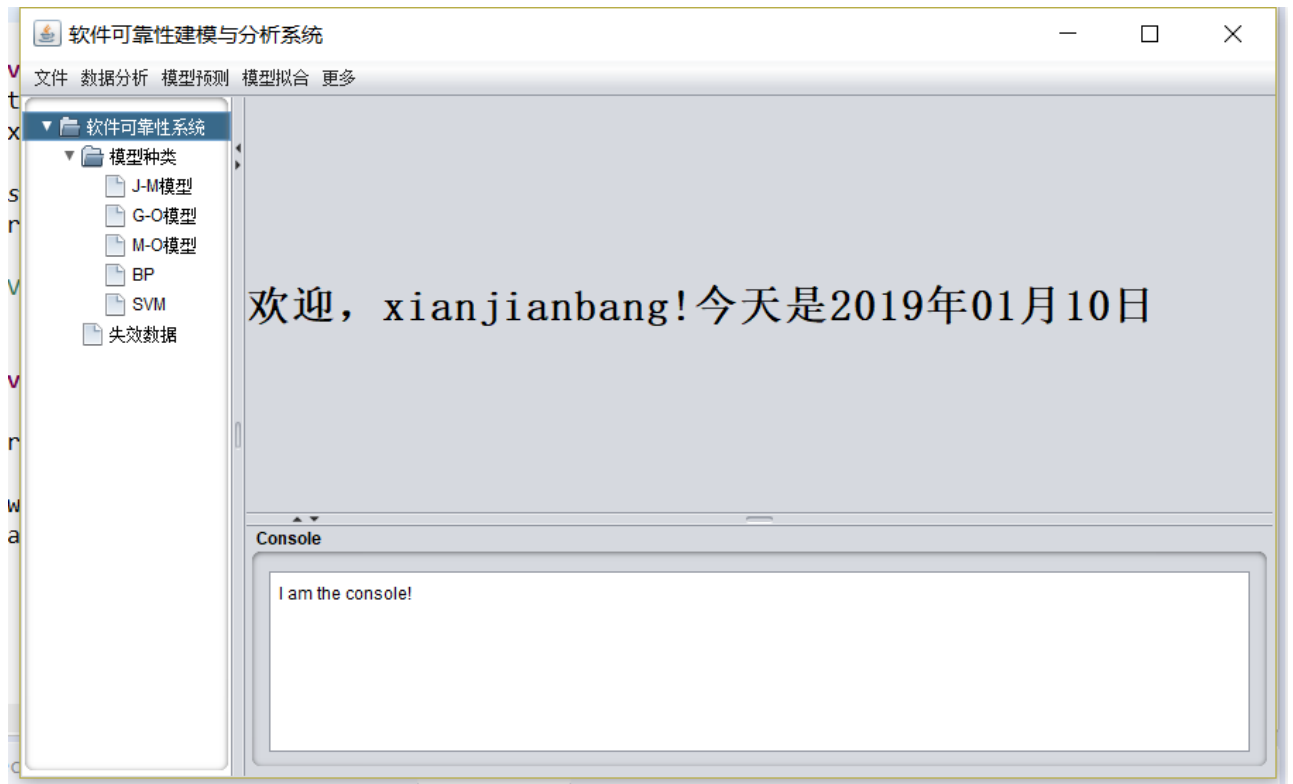 软件可靠性建模与分析系统
文件 数据分析 模型预测 模型拟合 更多
软件可靠性系统
模型种类
J-M模型
G-O模型
M-O模型
BP
SVM
失效数据
欢迎，xianjianbang!今天是2019年01月10日
Console
I am the console!